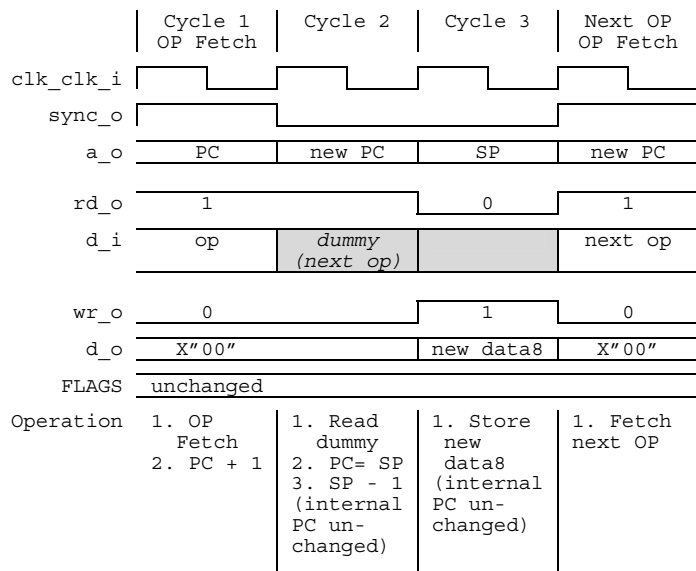 Cycle 1 Cycle 2 Cycle 3 Next OP
OP Fetch OP Fetch
clk_clk_i
sync_o
a_o PC new PC SP new PC
rd_o 1 0 1
d_i op dummy next op
(next op)
wr_o 0 1 0
d_o X"00" new data8 X"00"
FLAGS unchanged
Operation 1. OP 1. Read 1. Store 1. Fetch
Fetch dummy new next OP
2. PC + 1 2. PC= SP data8
3. SP - 1 (internal
(internal PC un-
PC un- changed)
changed)